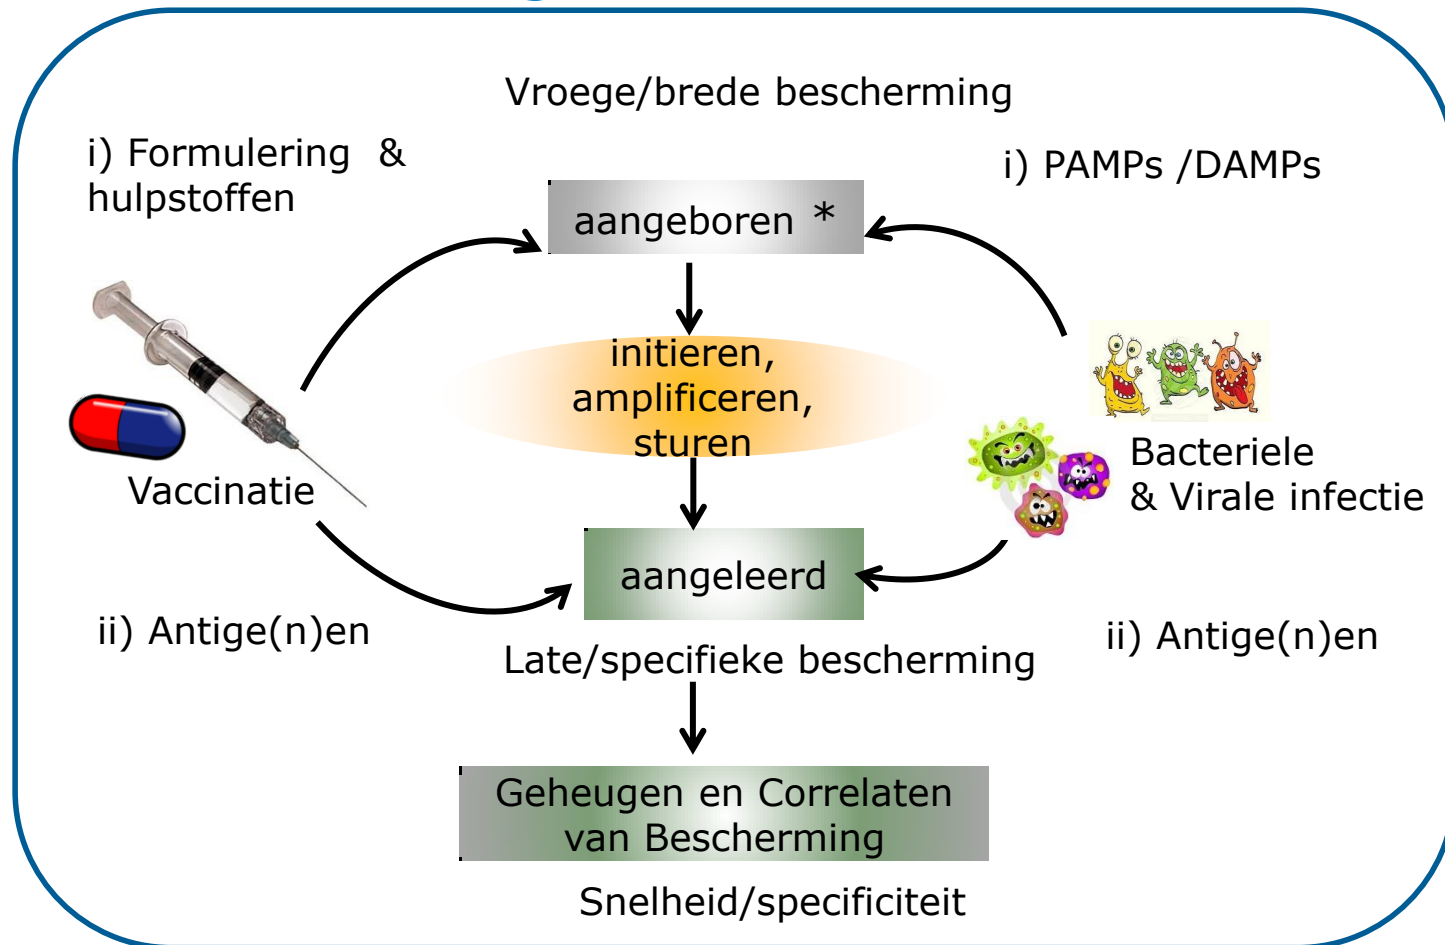 Vroege/brede bescherming
i) Formulering &
hulpstoffen
i) PAMPs /DAMPs
aangeboren *
initieren,
amplificeren,
sturen
Vaccinatie
Bacteriele
& Virale infectie
aangeleerd
ii) Antige(n)en
ii) Antige(n)en
Late/specifieke bescherming
Geheugen en Correlaten
van Bescherming
Snelheid/specificiteit